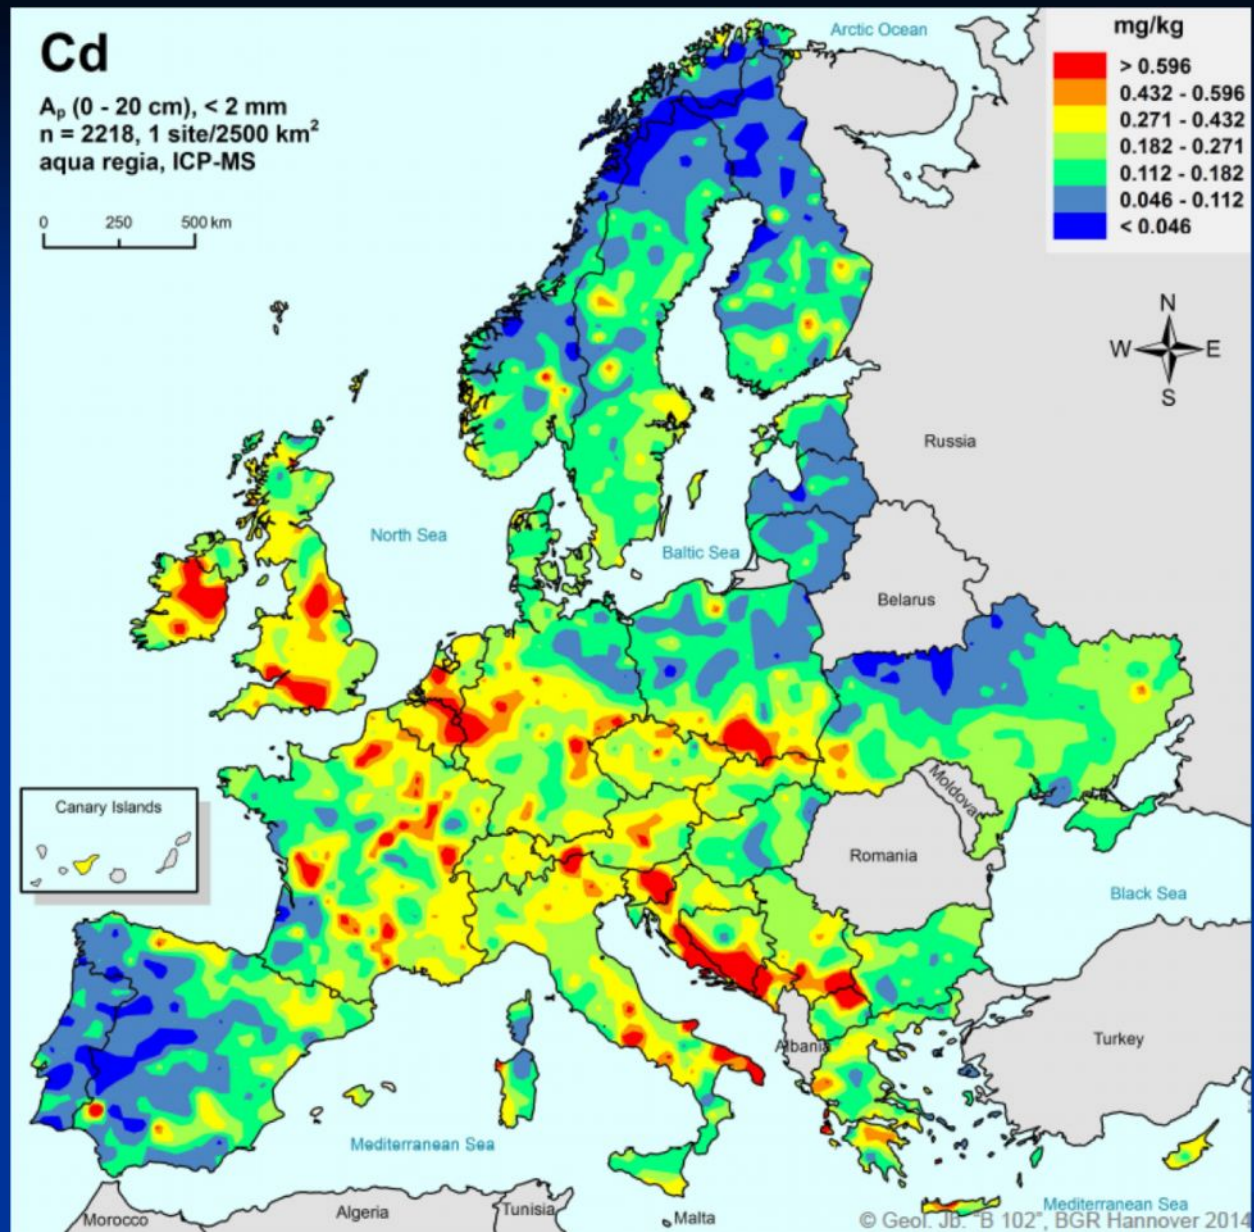 Cd
Aₚ (0 - 20 cm), < 2 mm
n = 2218, 1 site/2500 km²
aqua regia, ICP-MS
0 250 500 km
mg/kg
> 0.596
0.432 - 0.596
0.271 - 0.432
0.182 - 0.271
0.112 - 0.182
0.046 - 0.112
< 0.046
Arctic Ocean
N
W E
S
Russia
North Sea
Baltic Sea
Belarus
Moldova
Canary Islands
Romania
Black Sea
Albania
Turkey
Mediterranean Sea
Mediterranean Sea
Morocco
Algeria
Tunisia
Malta
© Geol. JB. "B 102", BGR Hannover 2014